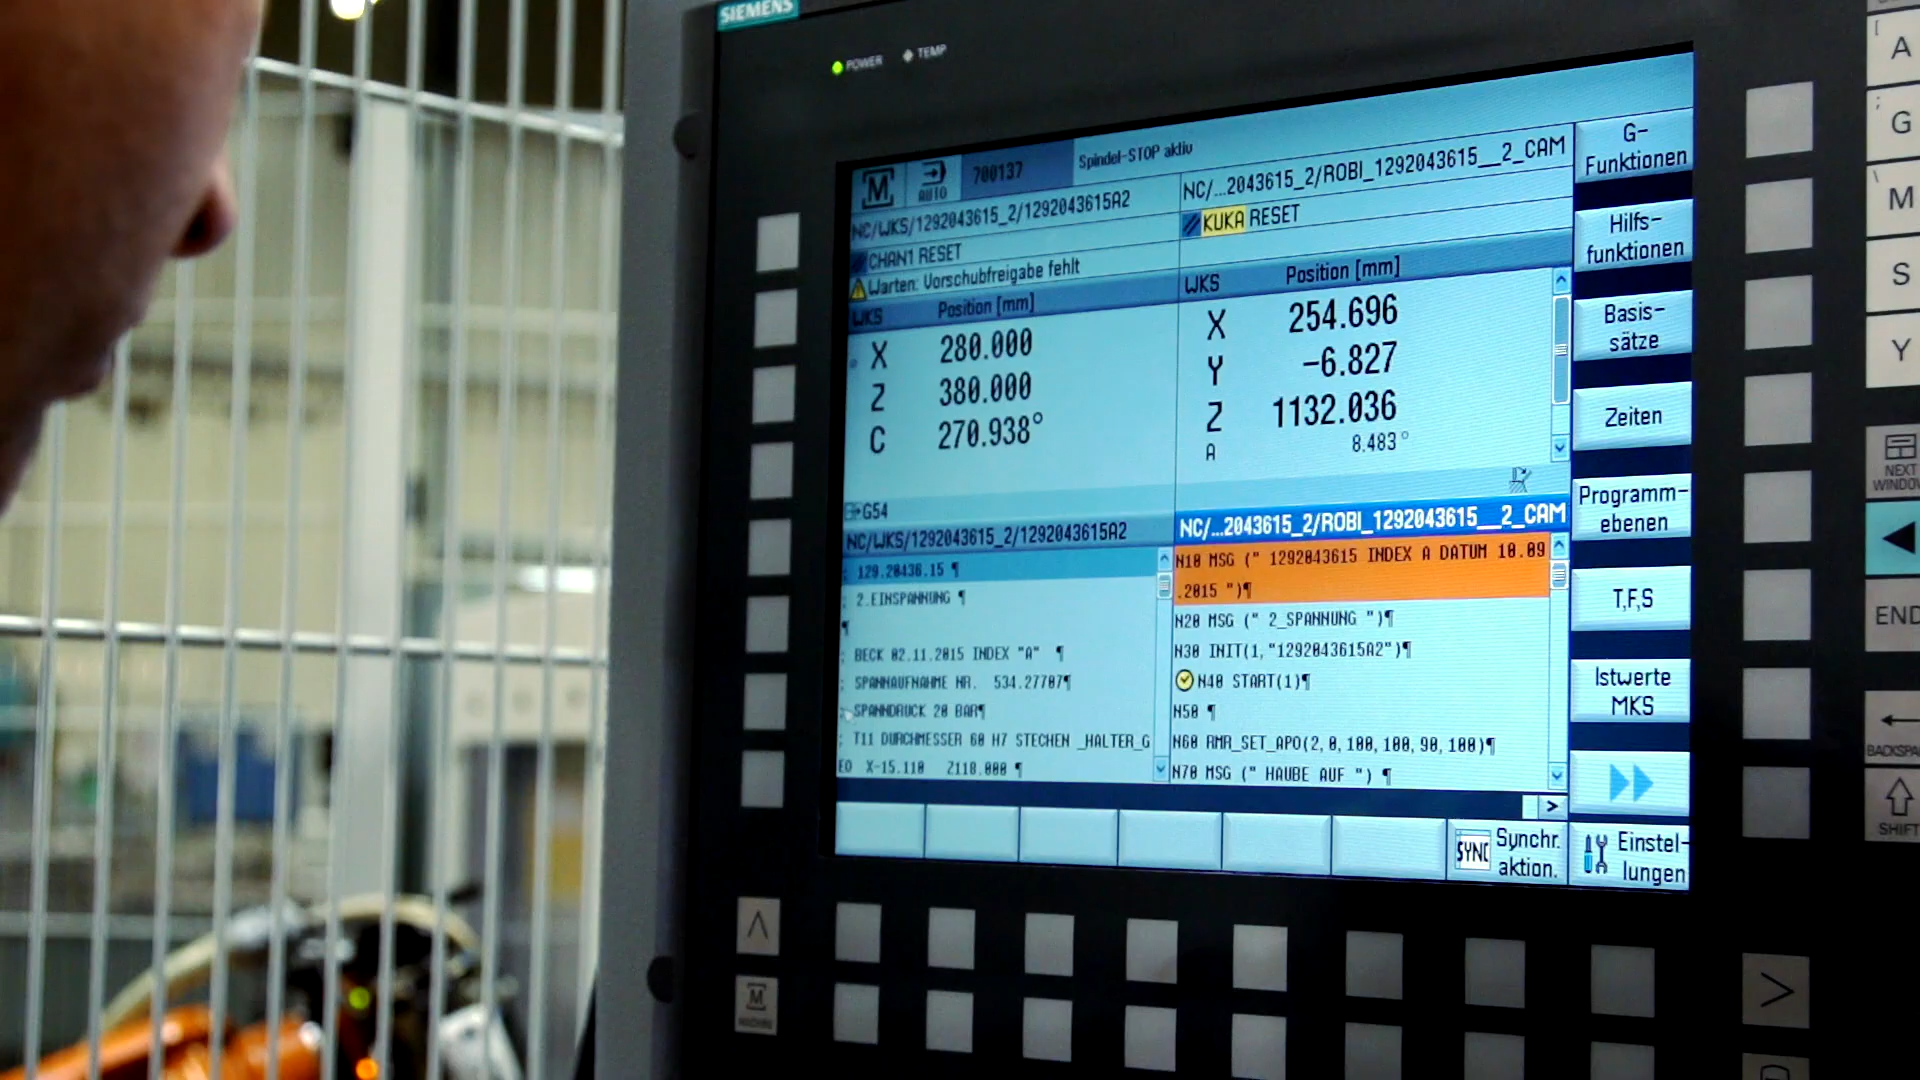 SIEMENS
POWER
TEMP
M
AUTO
700137
Spindel-STOP aktiv
NC/WKS/1292043615_2/1292043615A2
CHAN1 RESET
Warten: Vorschubfreigabe fehlt
WKS Position [mm]
X 280.000
Z 380.000
C 270.938°
G54
NC/WKS/1292043615_2/1292043615A2
; 129.20436.15 ¶
; 2.EINSPANNUNG ¶
¶
; BECK 02.11.2015 INDEX "A" ¶
; SPANNAUFNAHME NR. 534.27707¶
; SPANNDRUCK 20 BAR¶
; T11 DURCHMESSER 60 H7 STECHEN _HALTER_G
EO X-15.110 Z118.000 ¶
NC/...2043615_2/ROBI_1292043615__2_CAM
KUKA RESET
WKS Position [mm]
X 254.696
Y -6.827
Z 1132.036
A 8.483°
NC/...2043615_2/ROBI_1292043615__2_CAM
N10 MSG (" 1292043615 INDEX A DATUM 10.09
.2015 ")¶
N20 MSG (" 2_SPANNUNG ")¶
N30 INIT(1,"1292043615A2")¶
N40 START(1)¶
N50 ¶
N60 RMR_SET_APO(2,0,100,100,90,100)¶
N70 MSG (" HAUBE AUF ") ¶
G-
Funktionen
Hilfs-
funktionen
Basis-
sätze
Zeiten
Programm-
ebenen
T,F,S
Istwerte
MKS
>
SYNC
Synchr.
aktion.
Einstel-
lungen
[ A
; G
\ M
S
Y
NEXT
WINDOW
END
BACKSPA
SHIFT
M
MACHINE
>